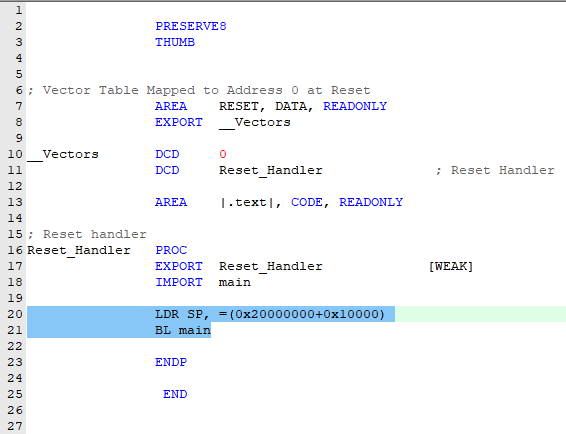 1
2 PRESERVE8
3 THUMB
4
5
6 ; Vector Table Mapped to Address 0 at Reset
7 AREA RESET, DATA, READONLY
8 EXPORT __Vectors
9
10 __Vectors DCD 0
11 DCD Reset_Handler ; Reset Handler
12
13 AREA |.text|, CODE, READONLY
14
15 ; Reset handler
16 Reset_Handler PROC
17 EXPORT Reset_Handler [WEAK]
18 IMPORT main
19
20 LDR SP, =(0x20000000+0x10000)
21 BL main
22
23 ENDP
24
25 END
26
27